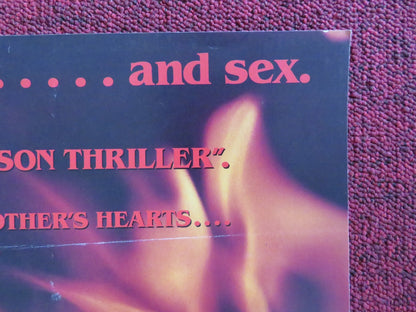 ..... and sex.
SON THRILLER".
OTHER'S HEARTS....